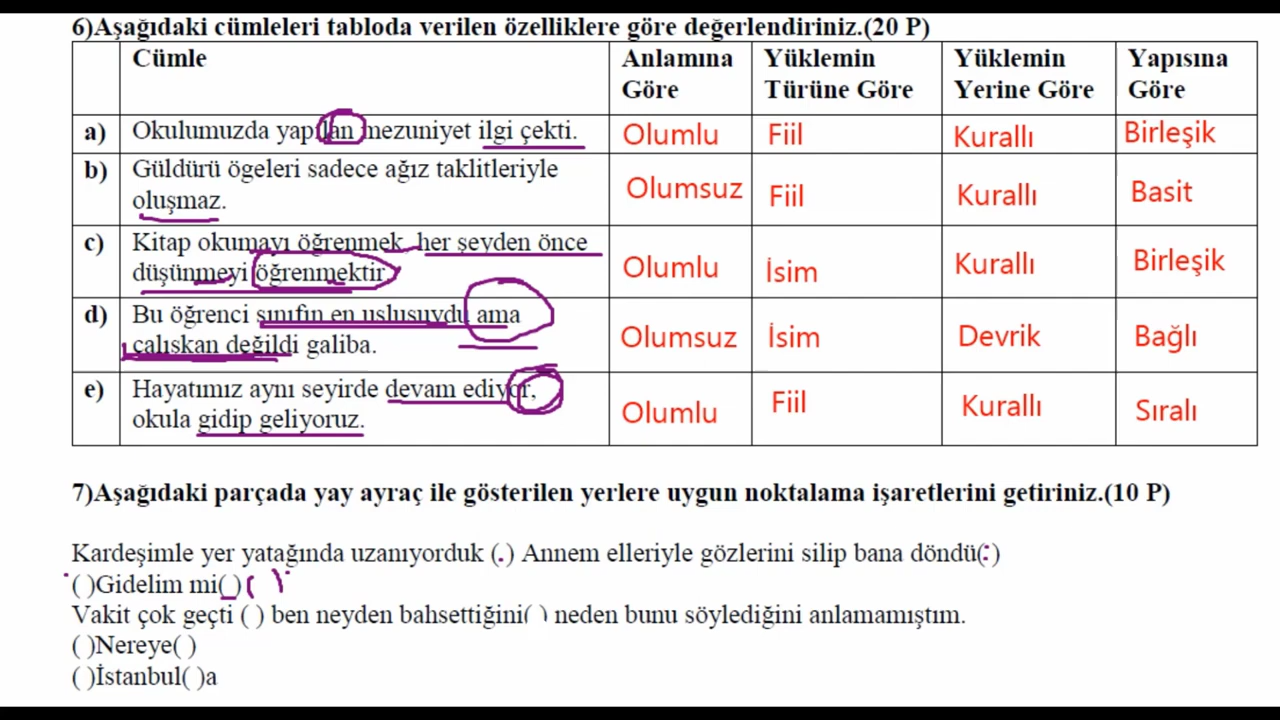 6)Aşağıdaki cümleleri tabloda verilen özelliklere göre değerlendiriniz.(20 P)
Cümle Anlamına Göre Yüklemin Türüne Göre Yüklemin Yerine Göre Yapısına Göre
a) Okulumuzda yapılan mezuniyet ilgi çekti. Olumlu Fiil Kurallı Birleşik
b) Güldürü ögeleri sadece ağız taklitleriyle
oluşmaz. Olumsuz Fiil Kurallı Basit
c) Kitap okumayı öğrenmek, her şeyden önce
düşünmeyi öğrenmektir. Olumlu İsim Kurallı Birleşik
d) Bu öğrenci sınıfın en uslusuydu ama
çalışkan değildi galiba. Olumsuz İsim Devrik Bağlı
e) Hayatımız aynı seyirde devam ediyor,
okula gidip geliyoruz. Olumlu Fiil Kurallı Sıralı
7)Aşağıdaki parçada yay ayraç ile gösterilen yerlere uygun noktalama işaretlerini getiriniz.(10 P)
Kardeşimle yer yatağında uzanıyorduk (.) Annem elleriyle gözlerini silip bana döndü(:)
( )Gidelim mi( ) ( )
Vakit çok geçti ( ) ben neyden bahsettiğini( ) neden bunu söylediğini anlamamıştım.
( )Nereye( )
( )İstanbul( )a